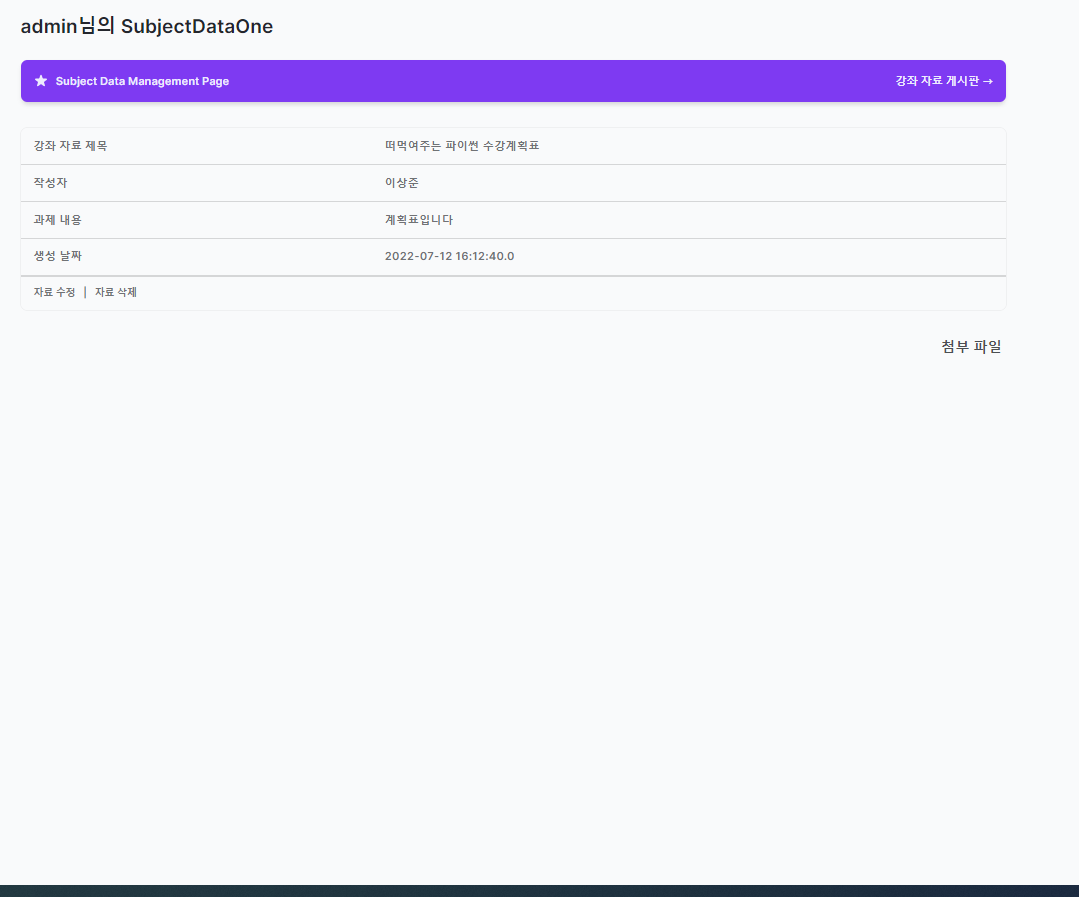 admin님의 SubjectDataOne
★ Subject Data Management Page 강좌 자료 게시판 →
강좌 자료 제목 떠먹여주는 파이썬 수강계획표
작성자 이상준
과제 내용 계획표입니다
생성 날짜 2022-07-12 16:12:40.0
자료 수정 | 자료 삭제
첨부 파일